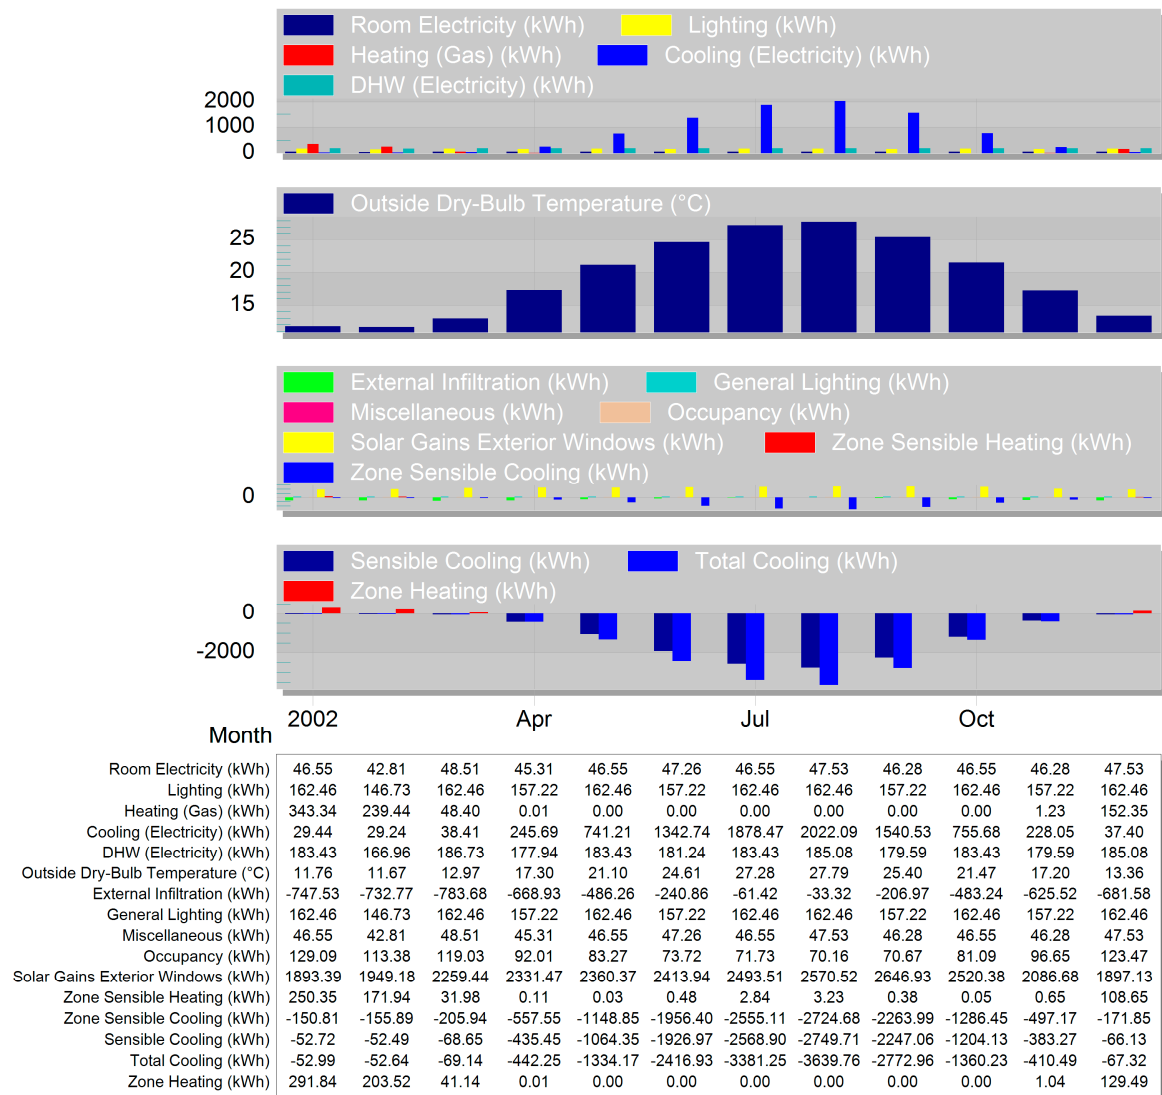 Room Electricity (kWh) Lighting (kWh)
Heating (Gas) (kWh) Cooling (Electricity) (kWh)
DHW (Electricity) (kWh)
2000
1000
0
Outside Dry-Bulb Temperature (°C)
25
20
15
External Infiltration (kWh) General Lighting (kWh)
Miscellaneous (kWh) Occupancy (kWh)
Solar Gains Exterior Windows (kWh) Zone Sensible Heating (kWh)
Zone Sensible Cooling (kWh)
0
Sensible Cooling (kWh) Total Cooling (kWh)
Zone Heating (kWh)
0
-2000
2002 Apr Jul Oct
Month
Room Electricity (kWh) 46.55 42.81 48.51 45.31 46.55 47.26 46.55 47.53 46.28 46.55 46.28 47.53
Lighting (kWh) 162.46 146.73 162.46 157.22 162.46 157.22 162.46 162.46 157.22 162.46 157.22 162.46
Heating (Gas) (kWh) 343.34 239.44 48.40 0.01 0.00 0.00 0.00 0.00 0.00 0.00 1.23 152.35
Cooling (Electricity) (kWh) 29.44 29.24 38.41 245.69 741.21 1342.74 1878.47 2022.09 1540.53 755.68 228.05 37.40
DHW (Electricity) (kWh) 183.43 166.96 186.73 177.94 183.43 181.24 183.43 185.08 179.59 183.43 179.59 185.08
Outside Dry-Bulb Temperature (°C) 11.76 11.67 12.97 17.30 21.10 24.61 27.28 27.79 25.40 21.47 17.20 13.36
External Infiltration (kWh) -747.53 -732.77 -783.68 -668.93 -486.26 -240.86 -61.42 -33.32 -206.97 -483.24 -625.52 -681.58
General Lighting (kWh) 162.46 146.73 162.46 157.22 162.46 157.22 162.46 162.46 157.22 162.46 157.22 162.46
Miscellaneous (kWh) 46.55 42.81 48.51 45.31 46.55 47.26 46.55 47.53 46.28 46.55 46.28 47.53
Occupancy (kWh) 129.09 113.38 119.03 92.01 83.27 73.72 71.73 70.16 70.67 81.09 96.65 123.47
Solar Gains Exterior Windows (kWh) 1893.39 1949.18 2259.44 2331.47 2360.37 2413.94 2493.51 2570.52 2646.93 2520.38 2086.68 1897.13
Zone Sensible Heating (kWh) 250.35 171.94 31.98 0.11 0.03 0.48 2.84 3.23 0.38 0.05 0.65 108.65
Zone Sensible Cooling (kWh) -150.81 -155.89 -205.94 -557.55 -1148.85 -1956.40 -2555.11 -2724.68 -2263.99 -1286.45 -497.17 -171.85
Sensible Cooling (kWh) -52.72 -52.49 -68.65 -435.45 -1064.35 -1926.97 -2568.90 -2749.71 -2247.06 -1204.13 -383.27 -66.13
Total Cooling (kWh) -52.99 -52.64 -69.14 -442.25 -1334.17 -2416.93 -3381.25 -3639.76 -2772.96 -1360.23 -410.49 -67.32
Zone Heating (kWh) 291.84 203.52 41.14 0.01 0.00 0.00 0.00 0.00 0.00 0.00 1.04 129.49